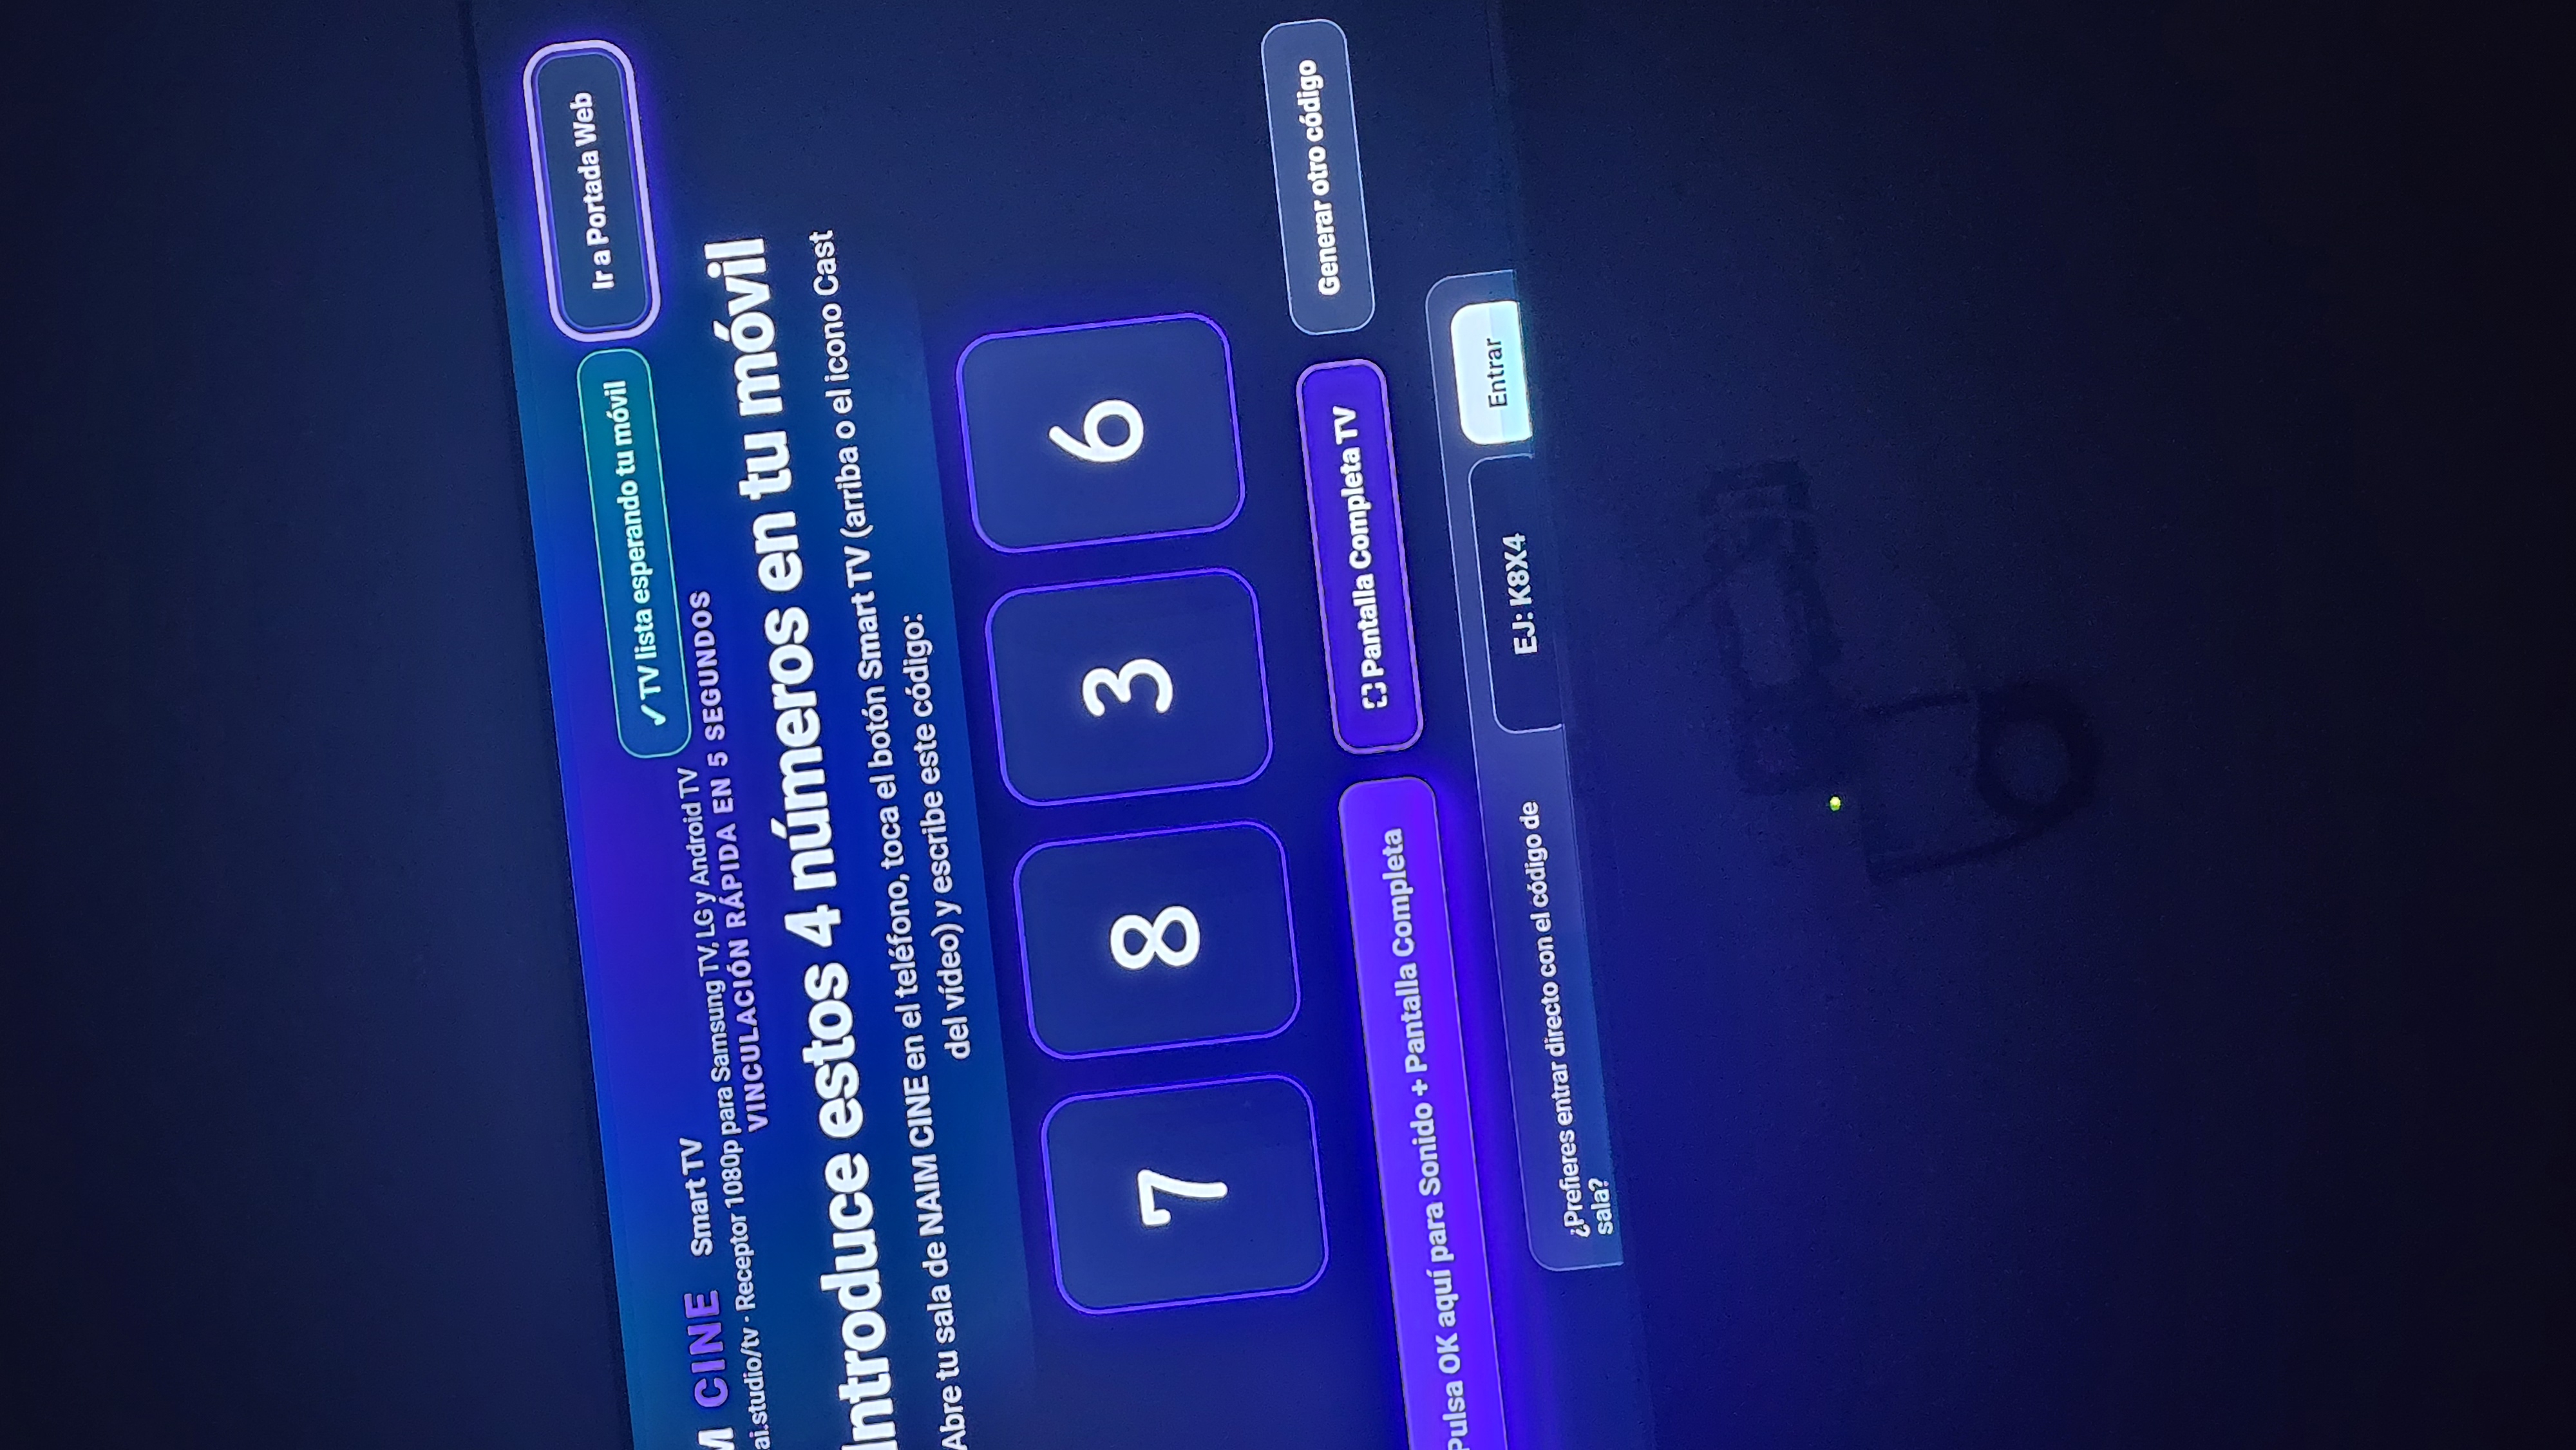 M CINE Smart TV
ai.studio/tv · Receptor 1080p para Samsung TV, LG y Android TV
✓ TV lista esperando tu móvil
Ir a Portada Web
VINCULACIÓN RÁPIDA EN 5 SEGUNDOS
Introduce estos 4 números en tu móvil
Abre tu sala de NAIM CINE en el teléfono, toca el botón Smart TV (arriba o el icono Cast
del vídeo) y escribe este código:
7 8 3 6
Pulsa OK aquí para Sonido + Pantalla Completa
Pantalla Completa TV
Generar otro código
¿Prefieres entrar directo con el código de
sala?
EJ: K8X4
Entrar